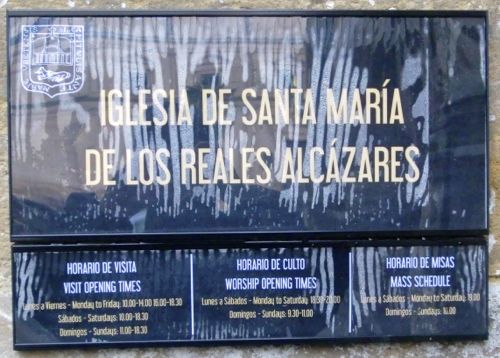 IGLESIA DE SANTA MARÍA
DE LOS REALES ALCÁZARES
HORARIO DE VISITA
VISIT OPENING TIMES
Lunes a Viernes - Monday to Friday: 10.00-14.00 16.00-18.30
Sábados - Saturdays: 10.00-18.30
Domingos - Sundays: 11.00-18.30
HORARIO DE CULTO
WORSHIP OPENING TIMES
Lunes a Sábados - Monday to Saturday: 18.30-20.00
Domingos - Sundays: 9.30-11.00
HORARIO DE MISAS
MASS SCHEDULE
Lunes a Sábados - Monday to Saturday: 19.00
Domingos - Sundays: